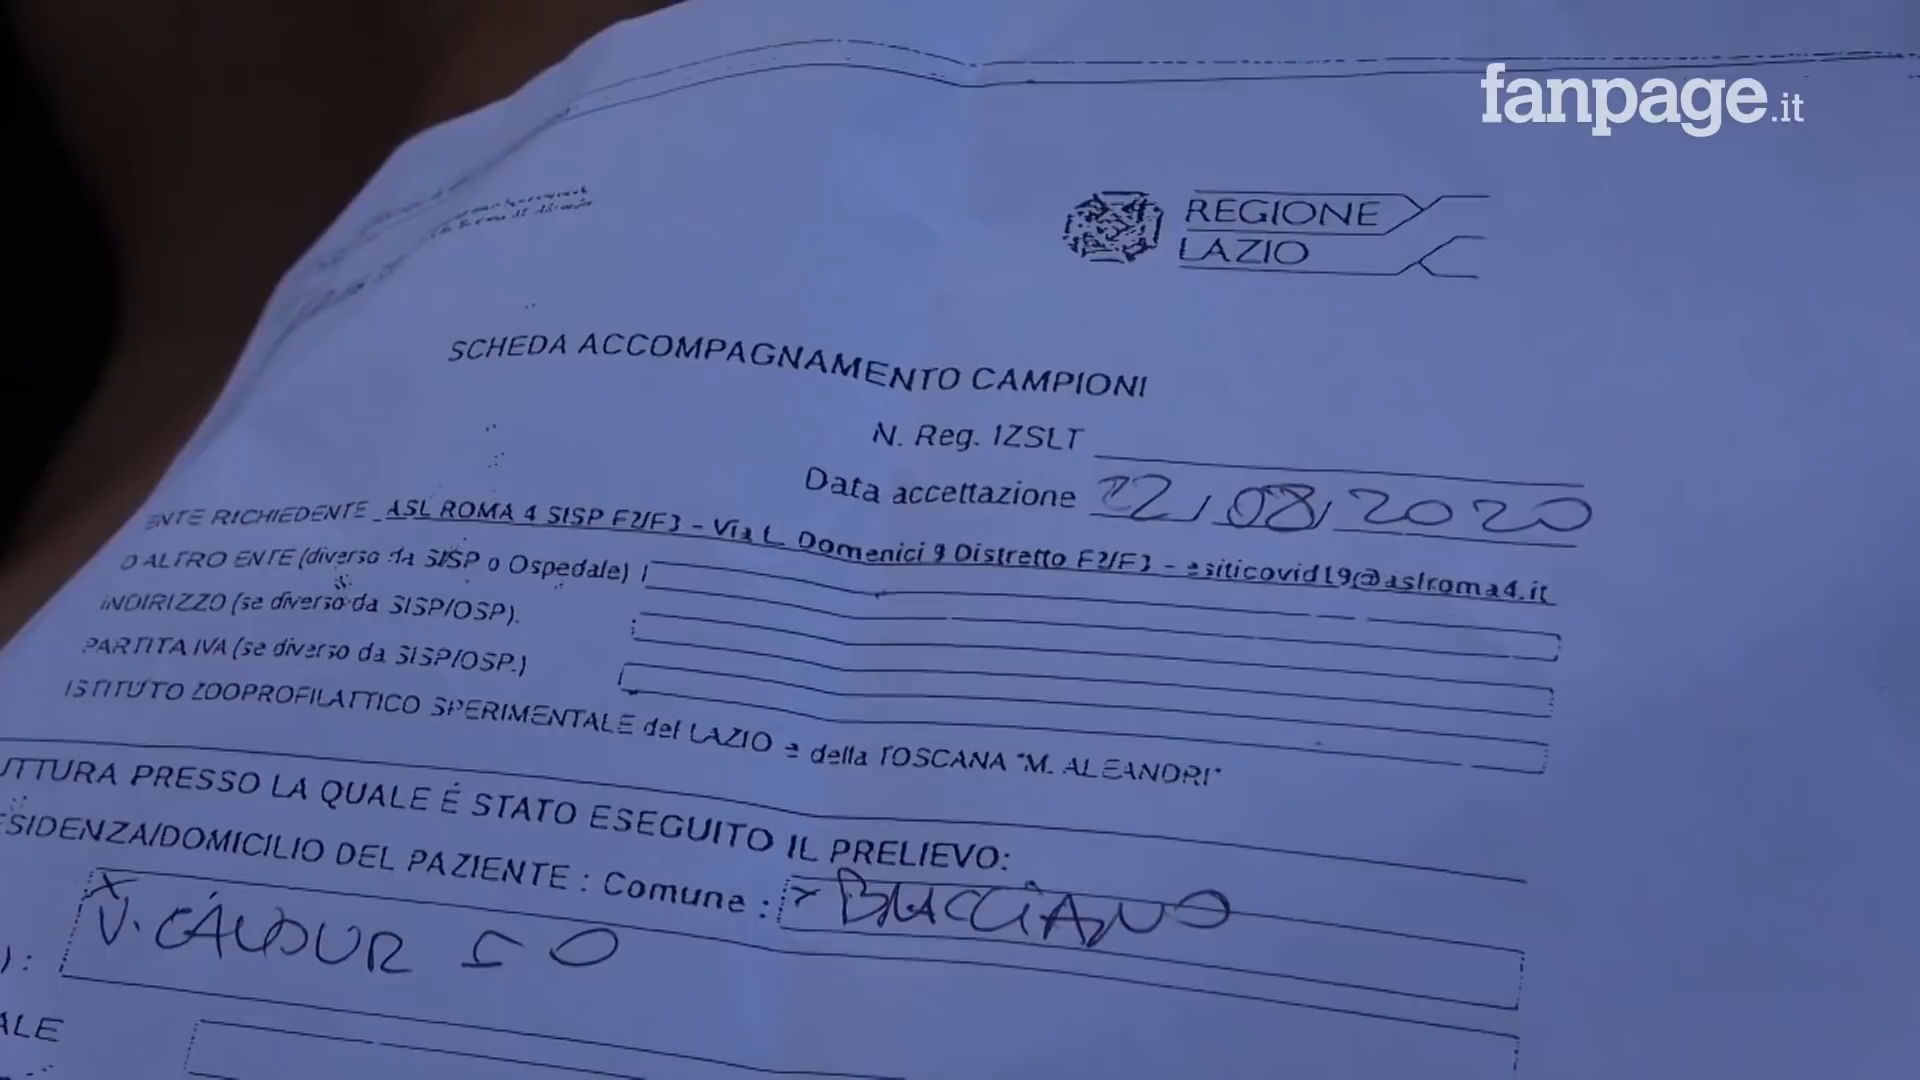 fanpage.it
REGIONE
LAZIO
SCHEDA ACCOMPAGNAMENTO CAMPIONI
N. Reg. IZSLT
Data accettazione 22/08/2020
ENTE RICHIEDENTE ASL ROMA 4 SISP F2/F3 - Via L. Domenici 9 Distretto F2/F3 - esiticovid19@aslroma4.it
O ALTRO ENTE (diverso da SISP o Ospedale)
INDIRIZZO (se diverso da SISP/OSP).
PARTITA IVA (se diverso da SISP/OSP.)
ISTITUTO ZOOPROFILATTICO SPERIMENTALE del LAZIO e della TOSCANA "M. ALEANDRI"
UTTURA PRESSO LA QUALE É STATO ESEGUITO IL PRELIEVO:
ESIDENZA/DOMICILIO DEL PAZIENTE : Comune : BRACCIANO
) : V. 50
ALE